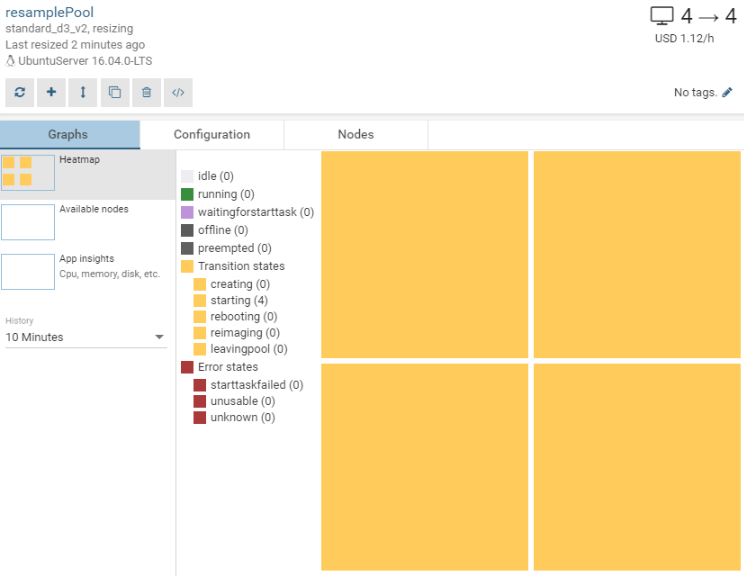 resamplePool
standard_d3_v2, resizing
Last resized 2 minutes ago
UbuntuServer 16.04.0-LTS
4 → 4
USD 1.12/h
No tags.
Graphs
Configuration
Nodes
Heatmap
Available nodes
App insights
Cpu, memory, disk, etc.
History
10 Minutes
idle (0)
running (0)
waitingforstarttask (0)
offline (0)
preempted (0)
Transition states
creating (0)
starting (4)
rebooting (0)
reimaging (0)
leavingpool (0)
Error states
starttaskfailed (0)
unusable (0)
unknown (0)